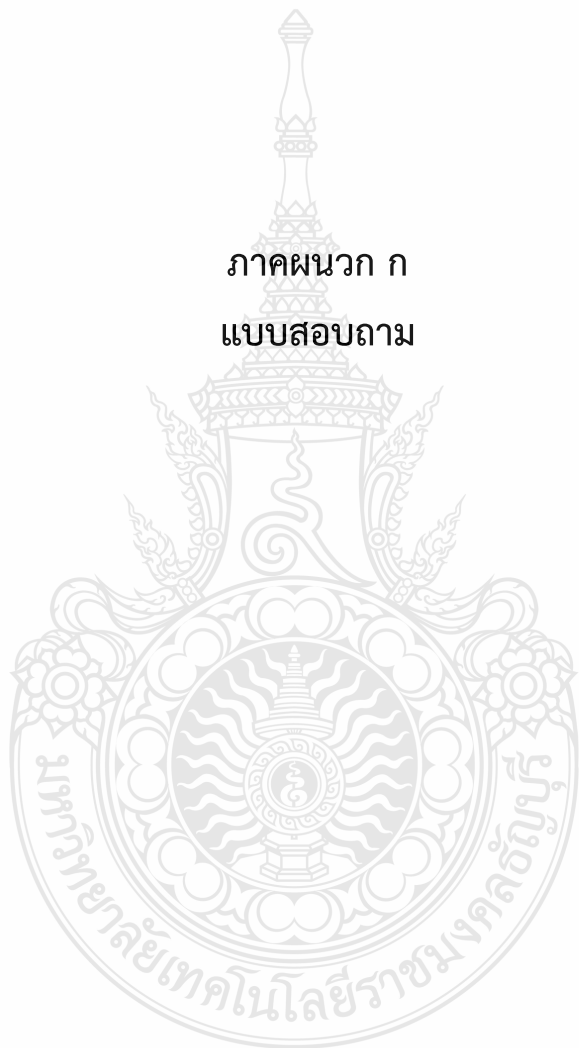 ภาคผนวก ก
แบบสอบถาม
มหาวิทยาลัยเทคโนโลยีราชมงคลธัญบุรี